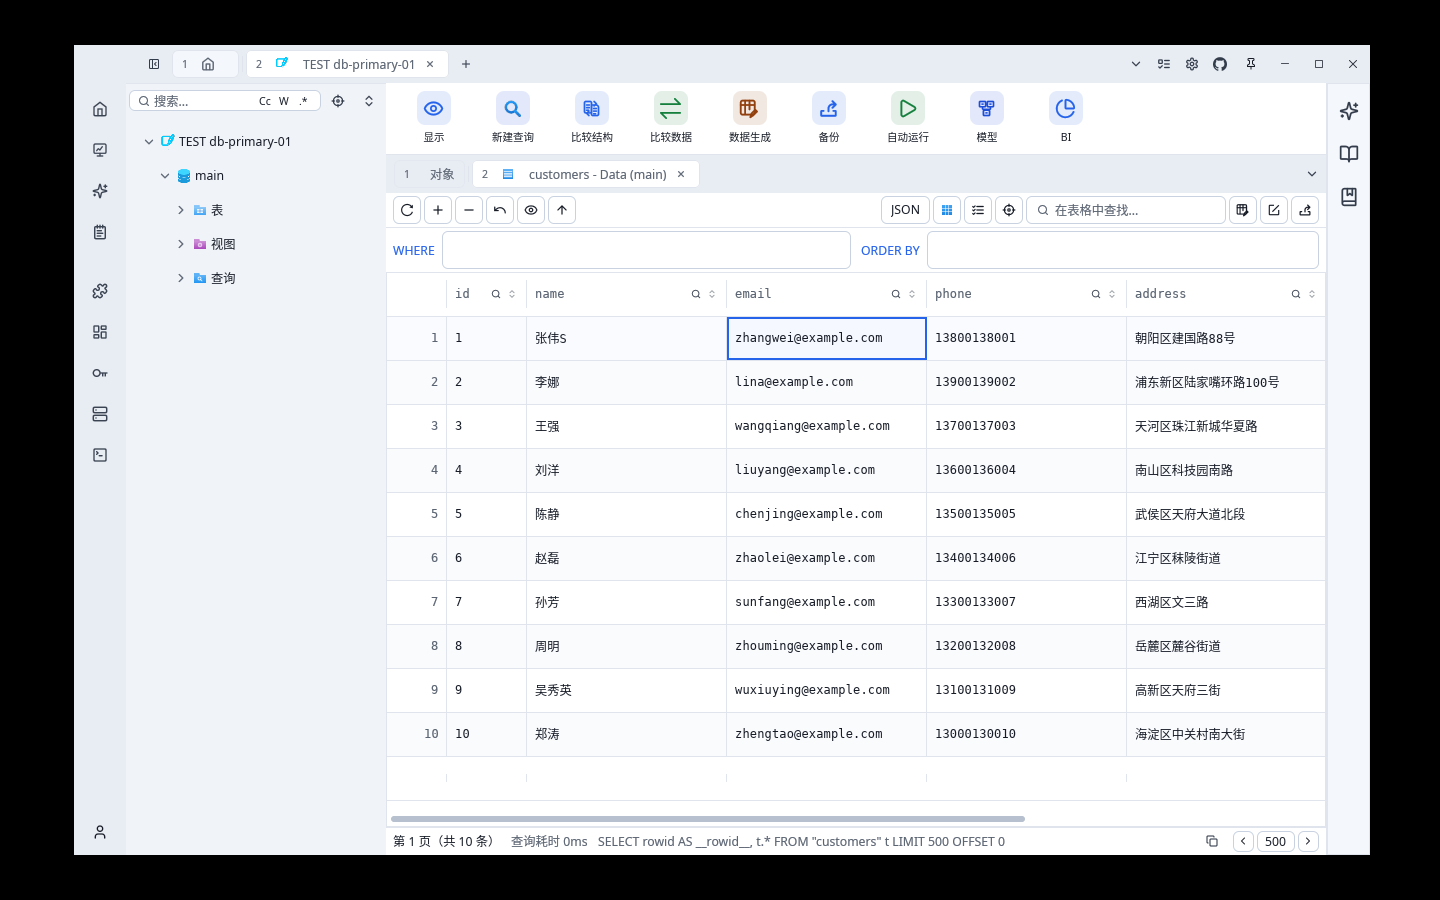 1
2 TEST db-primary-01
搜索... Cc W .*
TEST db-primary-01
main
表
视图
查询
显示 新建查询 比较结构 比较数据 数据生成 备份 自动运行 模型 BI
1 对象 2 customers - Data (main)
JSON 在表格中查找...
WHERE ORDER BY
id name email phone address
1 1 张伟S zhangwei@example.com 13800138001 朝阳区建国路88号
2 2 李娜 lina@example.com 13900139002 浦东新区陆家嘴环路100号
3 3 王强 wangqiang@example.com 13700137003 天河区珠江新城华夏路
4 4 刘洋 liuyang@example.com 13600136004 南山区科技园南路
5 5 陈静 chenjing@example.com 13500135005 武侯区天府大道北段
6 6 赵磊 zhaolei@example.com 13400134006 江宁区秣陵街道
7 7 孙芳 sunfang@example.com 13300133007 西湖区文三路
8 8 周明 zhouming@example.com 13200132008 岳麓区麓谷街道
9 9 吴秀英 wuxiuying@example.com 13100131009 高新区天府三街
10 10 郑涛 zhengtao@example.com 13000130010 海淀区中关村南大街
第 1 页（共 10 条） 查询耗时 0ms SELECT rowid AS __rowid__, t.* FROM "customers" t LIMIT 500 OFFSET 0 500